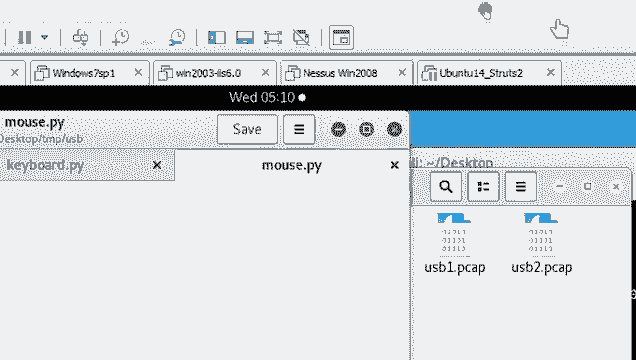 Windows7sp1 win2003-iis6.0 Nessus Win2008 Ubuntu14_Struts2
Wed 05:10
mouse.py
Desktop/tmp/usb
Save
keyboard.py mouse.py
: ~/Desktop
usb1.pcap usb2.pcap